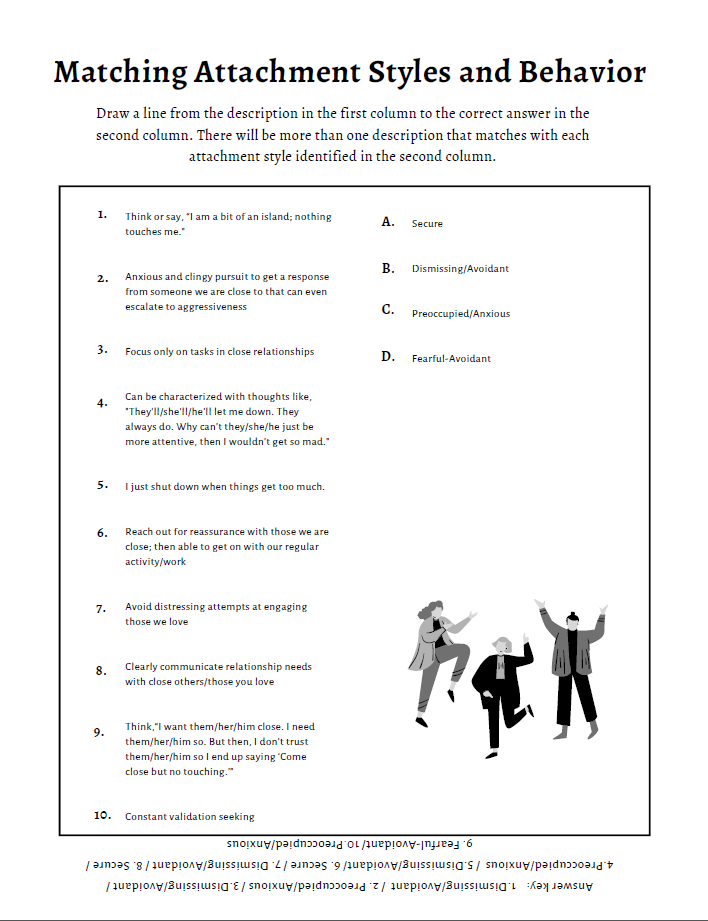 Matching Attachment Styles and Behavior
Draw a line from the description in the first column to the correct answer in the
second column. There will be more than one description that matches with each
attachment style identified in the second column.
1. Think or say, "I am a bit of an island; nothing
touches me."
2. Anxious and clingy pursuit to get a response
from someone we are close to that can even
escalate to aggressiveness
3. Focus only on tasks in close relationships
4. Can be characterized with thoughts like,
"They'll/she'll/he'll let me down. They
always do. Why can't they/she/he just be
more attentive, then I wouldn't get so mad."
5. I just shut down when things get too much.
6. Reach out for reassurance with those we are
close; then able to get on with our regular
activity/work
7. Avoid distressing attempts at engaging
those we love
8. Clearly communicate relationship needs
with close others/those you love
9. Think,"I want them/her/him close. I need
them/her/him so. But then, I don't trust
them/her/him so I end up saying 'Come
close but no touching.'"
10. Constant validation seeking
A. Secure
B. Dismissing/Avoidant
C. Preoccupied/Anxious
D. Fearful-Avoidant
Answer key: 1.Dismissing/Avoidant / 2. Preoccupied/Anxious / 3.Dismissing/Avoidant /
4.Preoccupied/Anxious / 5.Dismissing/Avoidant/ 6. Secure / 7. Dismissing/Avoidant / 8. Secure /
9. Fearful-Avoidant/ 10.Preoccupied/Anxious